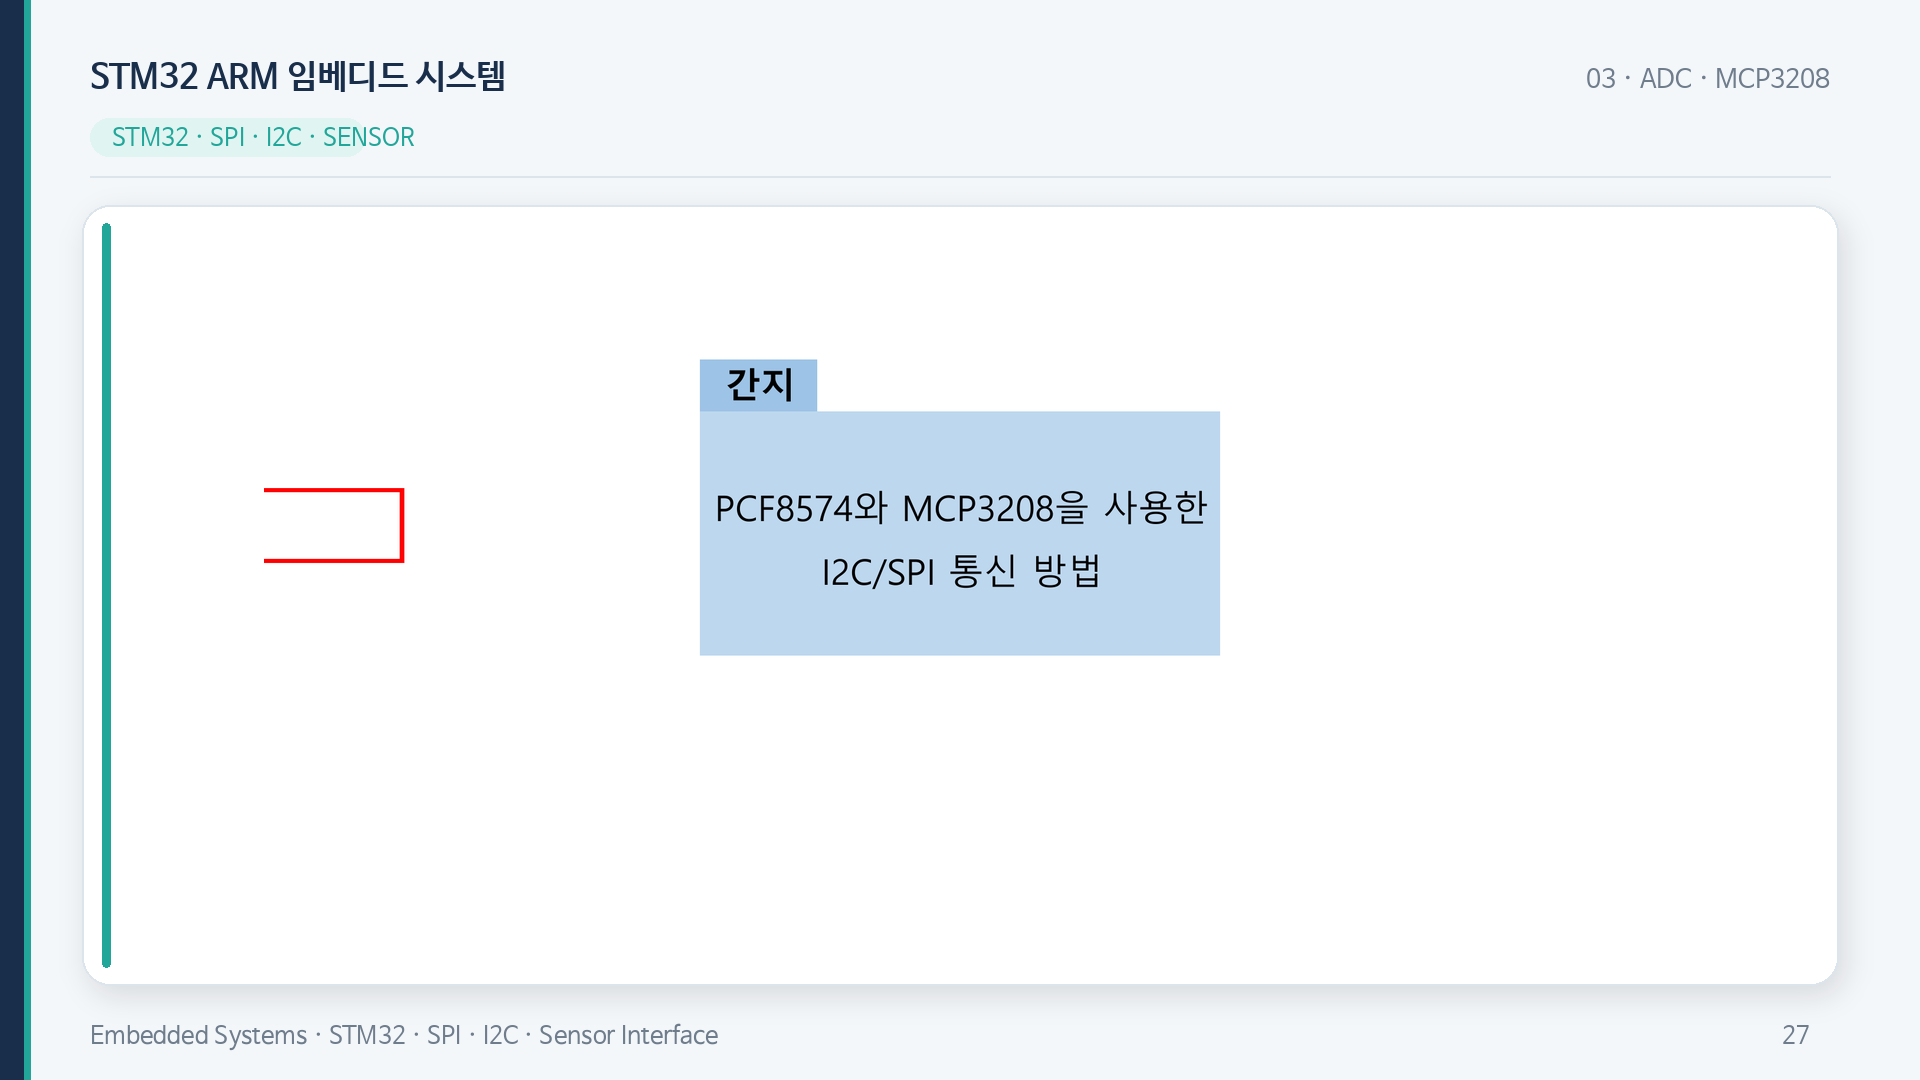 STM32 ARM 임베디드 시스템
03 · ADC · MCP3208
STM32 · SPI · I2C · SENSOR
간지
PCF8574와 MCP3208을 사용한
I2C/SPI 통신 방법
Embedded Systems · STM32 · SPI · I2C · Sensor Interface
27